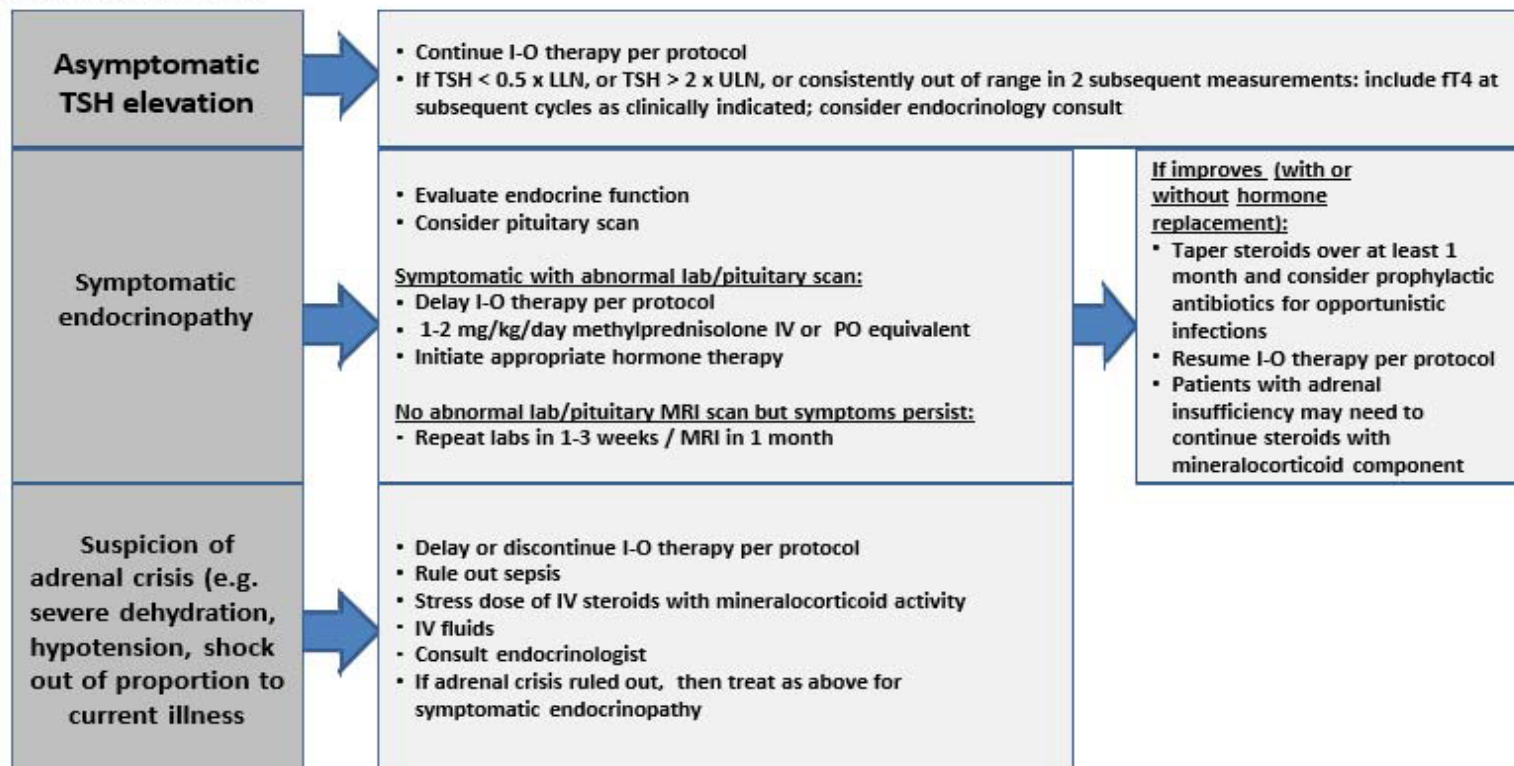 Asymptomatic
TSH elevation
• Continue I-O therapy per protocol
• If TSH < 0.5 x LLN, or TSH > 2 x ULN, or consistently out of range in 2 subsequent measurements: include fT4 at
subsequent cycles as clinically indicated; consider endocrinology consult
Symptomatic
endocrinopathy
• Evaluate endocrine function
• Consider pituitary scan
Symptomatic with abnormal lab/pituitary scan:
• Delay I-O therapy per protocol
• 1-2 mg/kg/day methylprednisolone IV or PO equivalent
• Initiate appropriate hormone therapy
No abnormal lab/pituitary MRI scan but symptoms persist:
• Repeat labs in 1-3 weeks / MRI in 1 month
If improves (with or
without hormone
replacement):
• Taper steroids over at least 1
month and consider prophylactic
antibiotics for opportunistic
infections
• Resume I-O therapy per protocol
• Patients with adrenal
insufficiency may need to
continue steroids with
mineralocorticoid component
Suspicion of
adrenal crisis (e.g.
severe dehydration,
hypotension, shock
out of proportion to
current illness
• Delay or discontinue I-O therapy per protocol
• Rule out sepsis
• Stress dose of IV steroids with mineralocorticoid activity
• IV fluids
• Consult endocrinologist
• If adrenal crisis ruled out, then treat as above for
symptomatic endocrinopathy